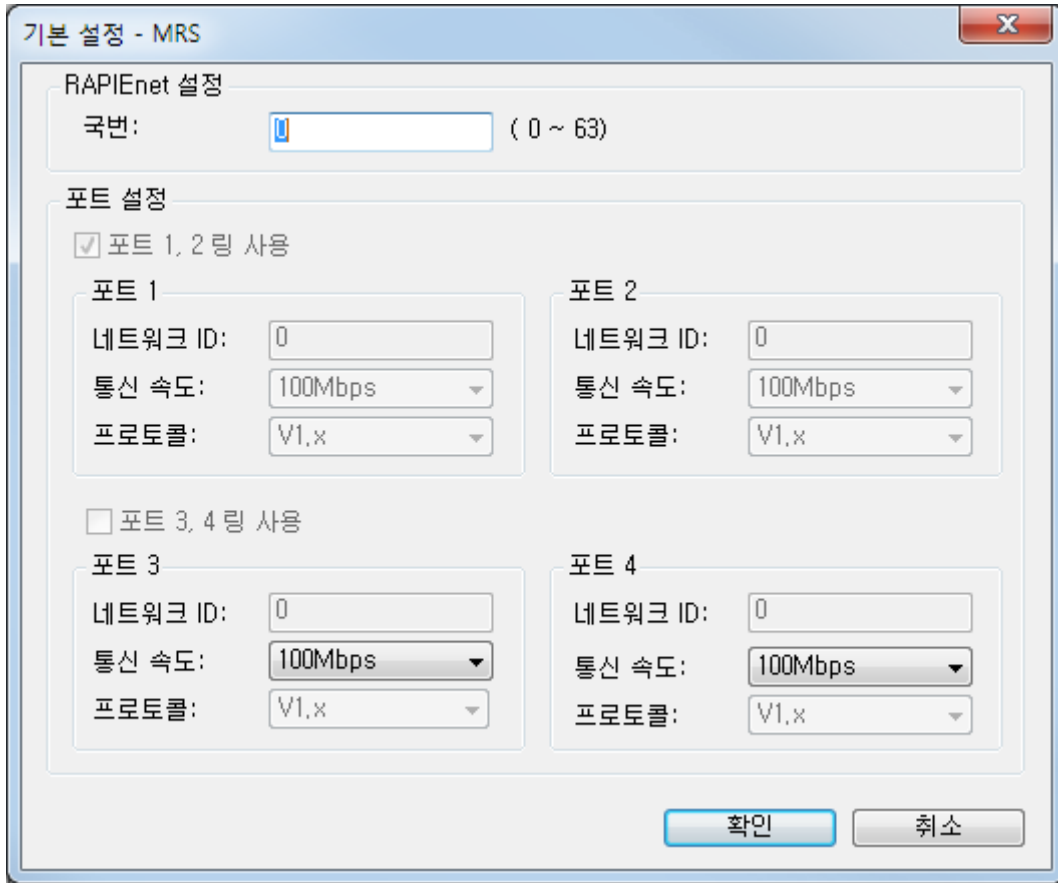 기본 설정 - MRS
RAPIEnet 설정
국번: 0 ( 0 ~ 63)
포트 설정
포트 1, 2 링 사용
포트 1
네트워크 ID: 0
통신 속도: 100Mbps
프로토콜: V1.x
포트 2
네트워크 ID: 0
통신 속도: 100Mbps
프로토콜: V1.x
포트 3, 4 링 사용
포트 3
네트워크 ID: 0
통신 속도: 100Mbps
프로토콜: V1.x
포트 4
네트워크 ID: 0
통신 속도: 100Mbps
프로토콜: V1.x
확인 취소